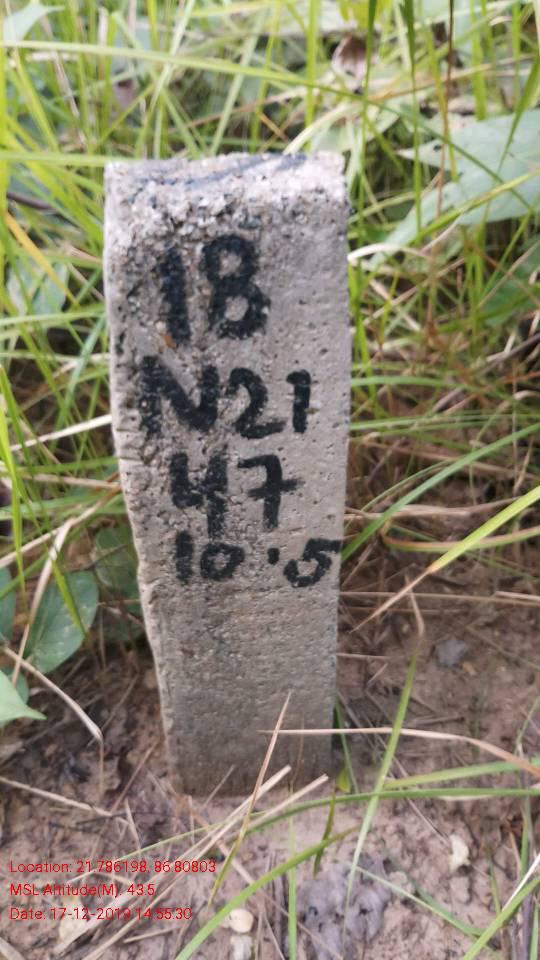 18
N21
47
10.5
Location: 21.786198, 86.80803
MSL Altitude(M). 43.5
Date: 17-12-2019 14:55:30